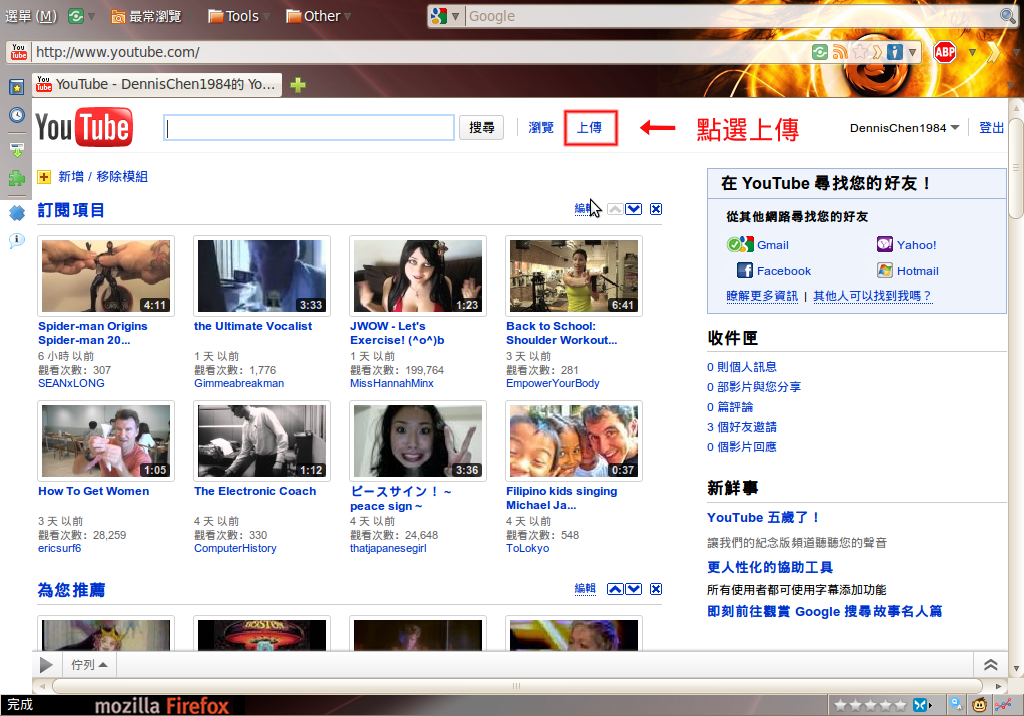 選單 (M)
最常瀏覽
Tools
Other
Google
You Tube
http://www.youtube.com/
ABP
You Tube
YouTube - DennisChen1984的 Yo...
YouTube
搜尋
瀏覽
上傳
點選上傳
DennisChen1984
登出
新增 / 移除模組
訂閱項目
編輯
4:11
3:33
1:23
6:41
Spider-man Origins
Spider-man 20...
6 小時 以前
觀看次數：307
SEANxLONG
the Ultimate Vocalist
1 天 以前
觀看次數：1,776
Gimmeabreakman
JWOW - Let's
Exercise! (^o^)b
1 天 以前
觀看次數：199,764
MissHannahMinx
Back to School:
Shoulder Workout...
3 天 以前
觀看次數：281
EmpowerYourBody
1:05
1:12
3:36
0:37
How To Get Women
3 天 以前
觀看次數：28,259
ericsurf6
The Electronic Coach
4 天 以前
觀看次數：330
ComputerHistory
ピースサイン！ ~
peace sign ~
4 天 以前
觀看次數：24,648
thatjapanesegirl
Filipino kids singing
Michael Ja...
4 天 以前
觀看次數：548
ToLokyo
為您推薦
編輯
在 YouTube 尋找您的好友！
從其他網路尋找您的好友
Gmail
Yahoo!
Facebook
Hotmail
瞭解更多資訊 | 其他人可以找到我嗎？
收件匣
0 則個人訊息
0 部影片與您分享
0 篇評論
3 個好友邀請
0 個影片回應
新鮮事
YouTube 五歲了！
讓我們的紀念版頻道聽聽您的聲音
更人性化的協助工具
所有使用者都可使用字幕添加功能
即刻前往觀賞 Google 搜尋故事名人篇
佇列
完成
mozilla Firefox